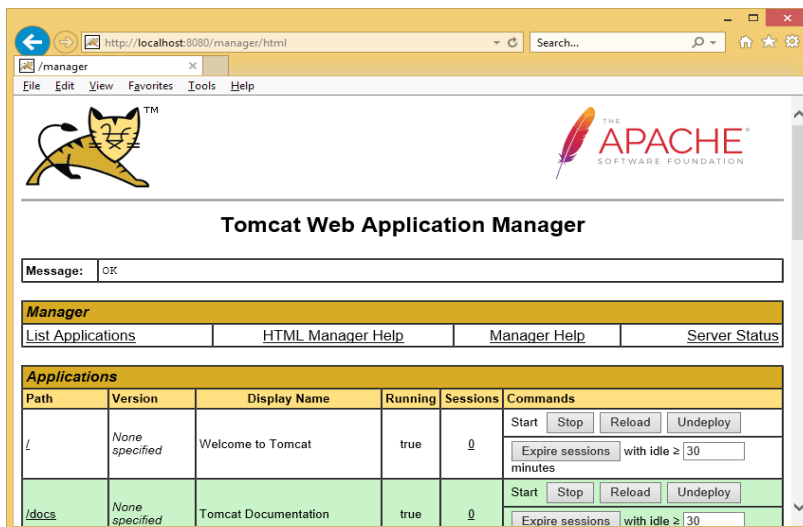 http://localhost:8080/manager/html
Search...
/manager
File Edit View Favorites Tools Help
TM
THE
APACHE®
SOFTWARE FOUNDATION
Tomcat Web Application Manager
Message: OK
Manager
List Applications HTML Manager Help Manager Help Server Status
Applications
Path Version Display Name Running Sessions Commands
/ None specified Welcome to Tomcat true 0 Start Stop Reload Undeploy
Expire sessions with idle ≥ 30 minutes
/docs None specified Tomcat Documentation true 0 Start Stop Reload Undeploy
Expire sessions with idle ≥ 30